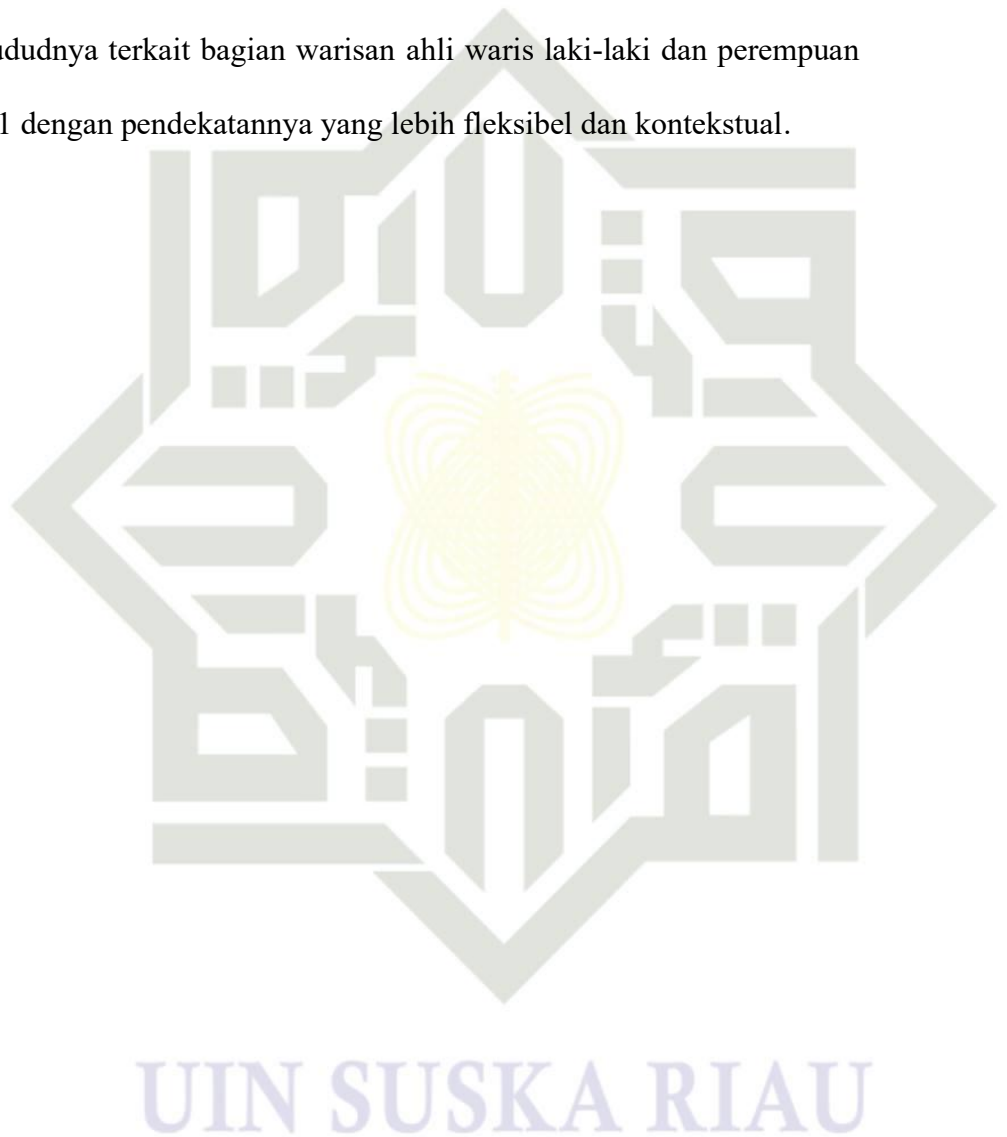 ududnya terkait bagian warisan ahli waris laki-laki dan perempuan
1 dengan pendekatannya yang lebih fleksibel dan kontekstual.
UIN SUSKA RIAU